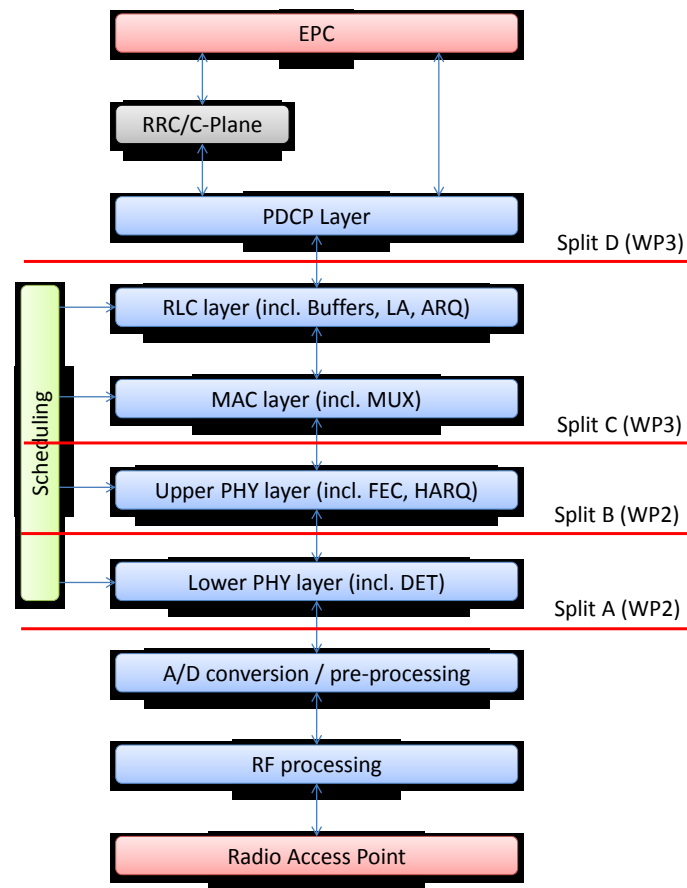 EPC
RRC/C-Plane
PDCP Layer
Split D (WP3)
RLC layer (incl. Buffers, LA, ARQ)
Scheduling
MAC layer (incl. MUX)
Split C (WP3)
Upper PHY layer (incl. FEC, HARQ)
Split B (WP2)
Lower PHY layer (incl. DET)
Split A (WP2)
A/D conversion / pre-processing
RF processing
Radio Access Point